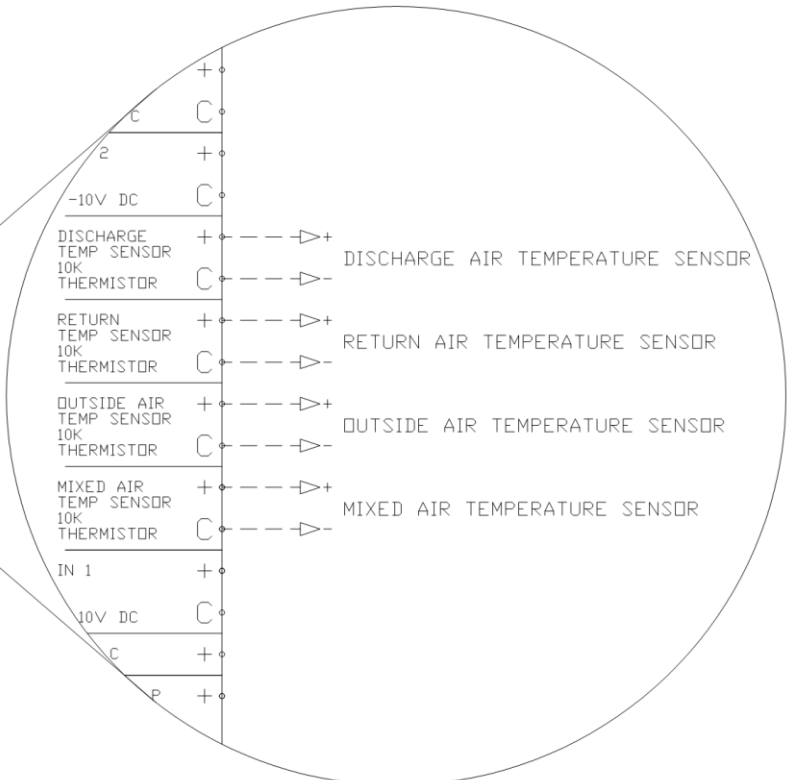 +
C C
2 +
-10V DC C
DISCHARGE + +
TEMP SENSOR
DISCHARGE AIR TEMPERATURE SENSOR
10K
THERMISTOR C -
RETURN + +
TEMP SENSOR
RETURN AIR TEMPERATURE SENSOR
10K
THERMISTOR C -
OUTSIDE AIR + +
TEMP SENSOR
OUTSIDE AIR TEMPERATURE SENSOR
10K
THERMISTOR C -
MIXED AIR + +
TEMP SENSOR
MIXED AIR TEMPERATURE SENSOR
10K
THERMISTOR C -
IN 1 +
10V DC C
C +
P +